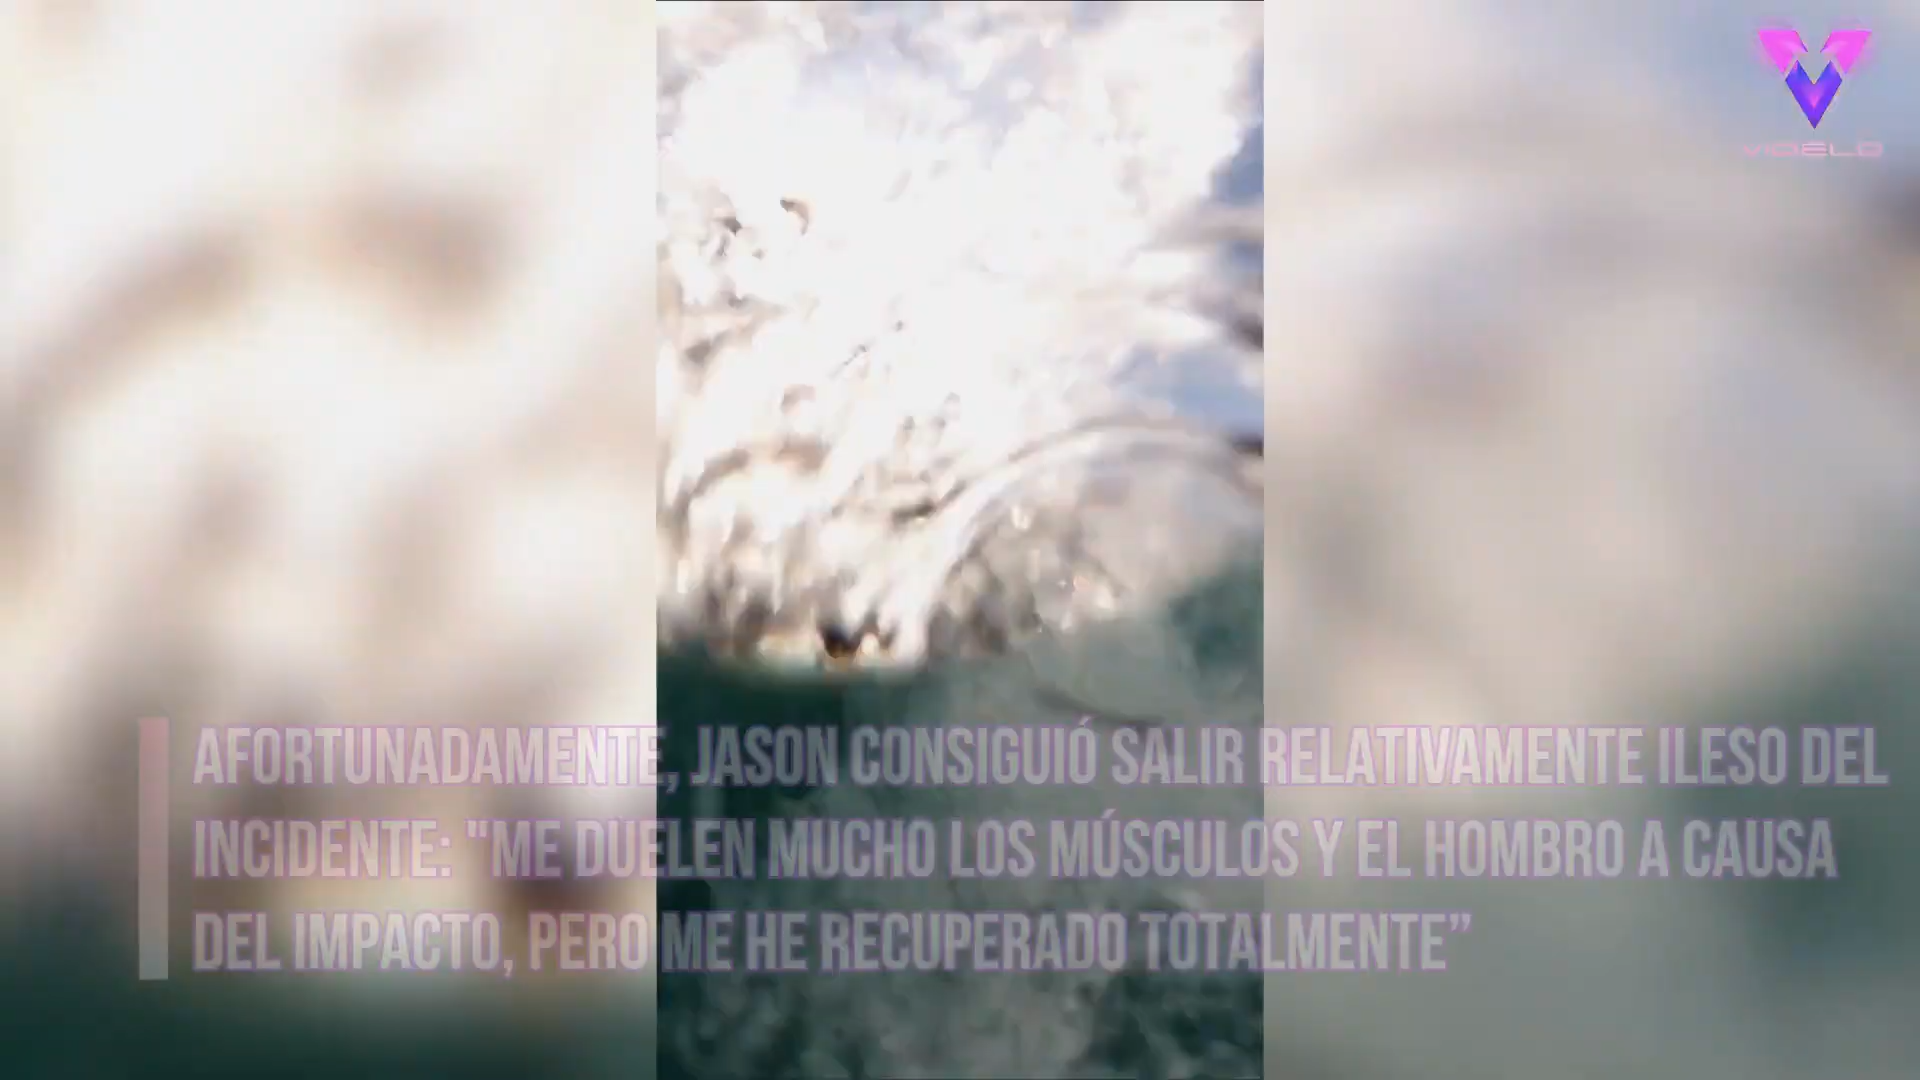 VIDELO
AFORTUNADAMENTE, JASON CONSIGUIÓ SALIR RELATIVAMENTE ILESO DEL
INCIDENTE: "ME DUELEN MUCHO LOS MÚSCULOS Y EL HOMBRO A CAUSA
DEL IMPACTO, PERO ME HE RECUPERADO TOTALMENTE”